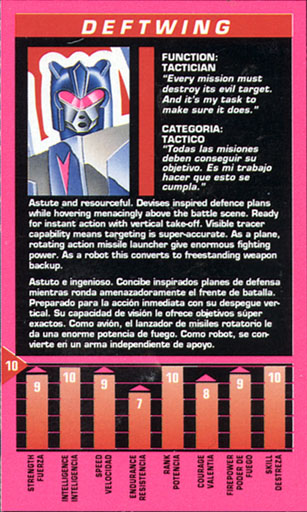 DEFTWING
FUNCTION:
TACTICIAN
"Every mission must
destroy its evil target.
And it's my task to
make sure it does."
CATEGORIA:
TACTICO
"Todas las misiones
deben conseguir su
objetivo. Es mi trabajo
hacer que esto se
cumpla."
Astute and resourceful. Devises inspired defence plans
while hovering menacingly above the battle scene. Ready
for instant action with vertical take-off. Visible tracer
capability means targeting is super-accurate. As a plane,
rotating action missile launcher give enormous fighting
power. As a robot this converts to freestanding weapon
backup.
Astuto e ingenioso. Concibe inspirados planes de defensa
mientras ronda amenazadoramente el frente de batalla.
Preparado para la acción inmediata con su despegue ver-
tical. Su capacidad de visión le ofrece objetivos súper
exactos. Como avión, el lanzador de misiles rotatorio le
da una enorme potencia de fuego. Como robot, se con-
vierte en un arma independiente de apoyo.
10
9
10
9
7
10
8
9
10
STRENGTH
FUERZA
INTELLIGENCE
INTELIGENCIA
SPEED
VELOCIDAD
ENDURANCE
RESISTENCIA
RANK
POTENCIA
COURAGE
VALENTIA
FIREPOWER
PODER DE
FUEGO
SKILL
DESTREZA